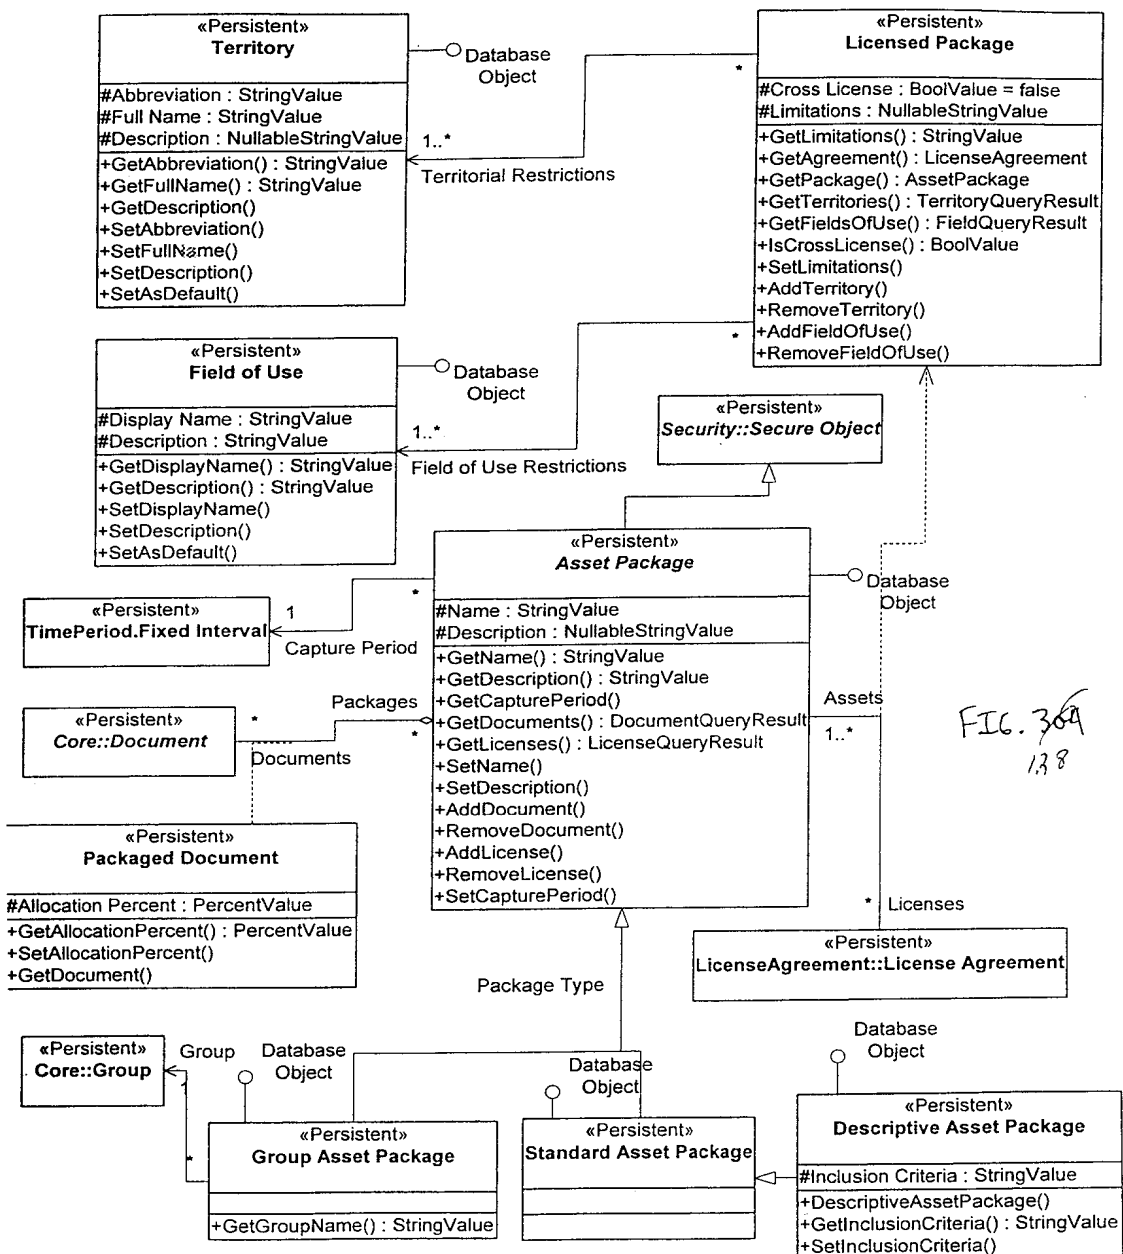 «Persistent»
Territory
#Abbreviation : StringValue
#Full Name : StringValue
#Description : NullableStringValue
+GetAbbreviation() : StringValue
+GetFullName() : StringValue
+GetDescription()
+SetAbbreviation()
+SetFullName()
+SetDescription()
+SetAsDefault()
Database
Object
1..*
Territorial Restrictions
*
«Persistent»
Licensed Package
#Cross License : BoolValue = false
#Limitations : NullableStringValue
+GetLimitations() : StringValue
+GetAgreement() : LicenseAgreement
+GetPackage() : AssetPackage
+GetTerritories() : TerritoryQueryResult
+GetFieldsOfUse() : FieldQueryResult
+IsCrossLicense() : BoolValue
+SetLimitations()
+AddTerritory()
+RemoveTerritory()
+AddFieldOfUse()
+RemoveFieldOfUse()
«Persistent»
Field of Use
#Display Name : StringValue
#Description : StringValue
+GetDisplayName() : StringValue
+GetDescription() : StringValue
+SetDisplayName()
+SetDescription()
+SetAsDefault()
Database
Object
1..*
Field of Use Restrictions
*
«Persistent»
Security::Secure Object
«Persistent»
Asset Package
#Name : StringValue
#Description : NullableStringValue
+GetName() : StringValue
+GetDescription() : StringValue
+GetCapturePeriod()
+GetDocuments() : DocumentQueryResult
+GetLicenses() : LicenseQueryResult
+SetName()
+SetDescription()
+AddDocument()
+RemoveDocument()
+AddLicense()
+RemoveLicense()
+SetCapturePeriod()
Database
Object
«Persistent»
TimePeriod.Fixed Interval
1
*
Capture Period
«Persistent»
Core::Document
Packages
*
*
Documents
Assets
1..*
FIG.
138
«Persistent»
Packaged Document
#Allocation Percent : PercentValue
+GetAllocationPercent() : PercentValue
+SetAllocationPercent()
+GetDocument()
* Licenses
«Persistent»
LicenseAgreement::License Agreement
Package Type
«Persistent»
Core::Group
Group
1
*
Database
Object
«Persistent»
Group Asset Package
+GetGroupName() : StringValue
Database
Object
«Persistent»
Standard Asset Package
Database
Object
«Persistent»
Descriptive Asset Package
#Inclusion Criteria : StringValue
+DescriptiveAssetPackage()
+GetInclusionCriteria() : StringValue
+SetInclusionCriteria()